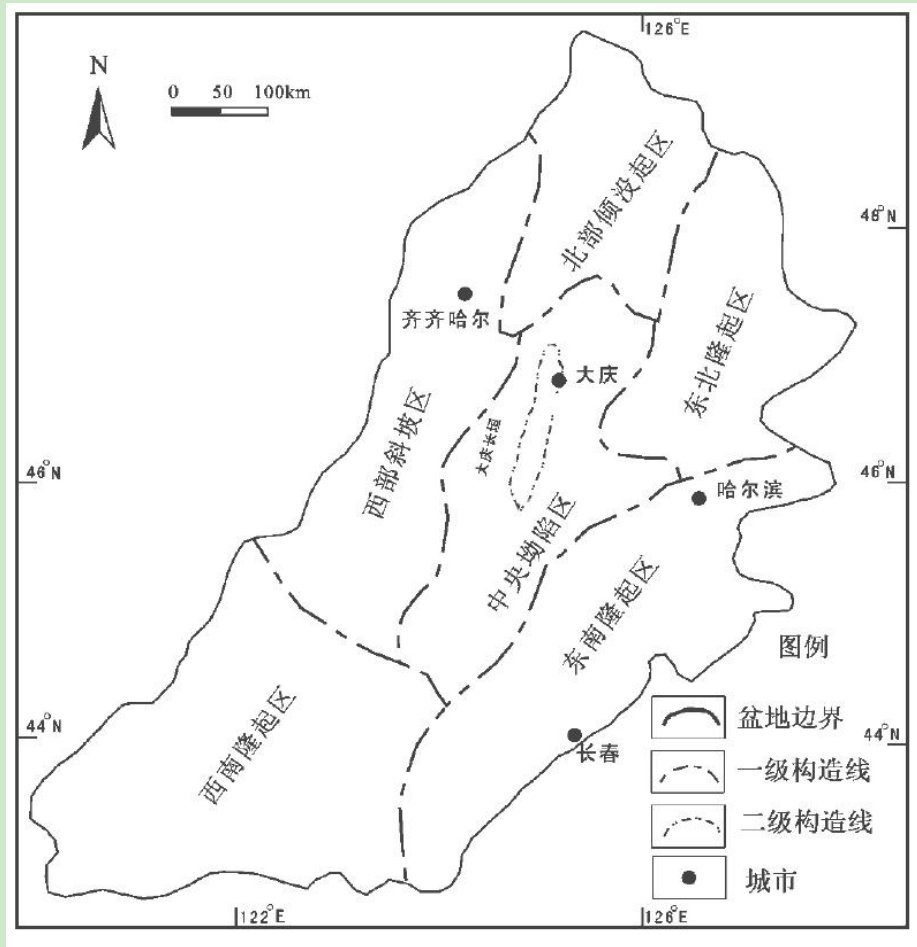 126°E
N
0 50 100km
北部倾没起区
48°N
齐齐哈尔
东北隆起区
大庆
大庆长垣
西部斜坡区
46°N
46°N
哈尔滨
中央坳陷区
东南隆起区
图例
西南隆起区
盆地边界
44°N
44°N
长春
一级构造线
二级构造线
城市
122°E
126°E